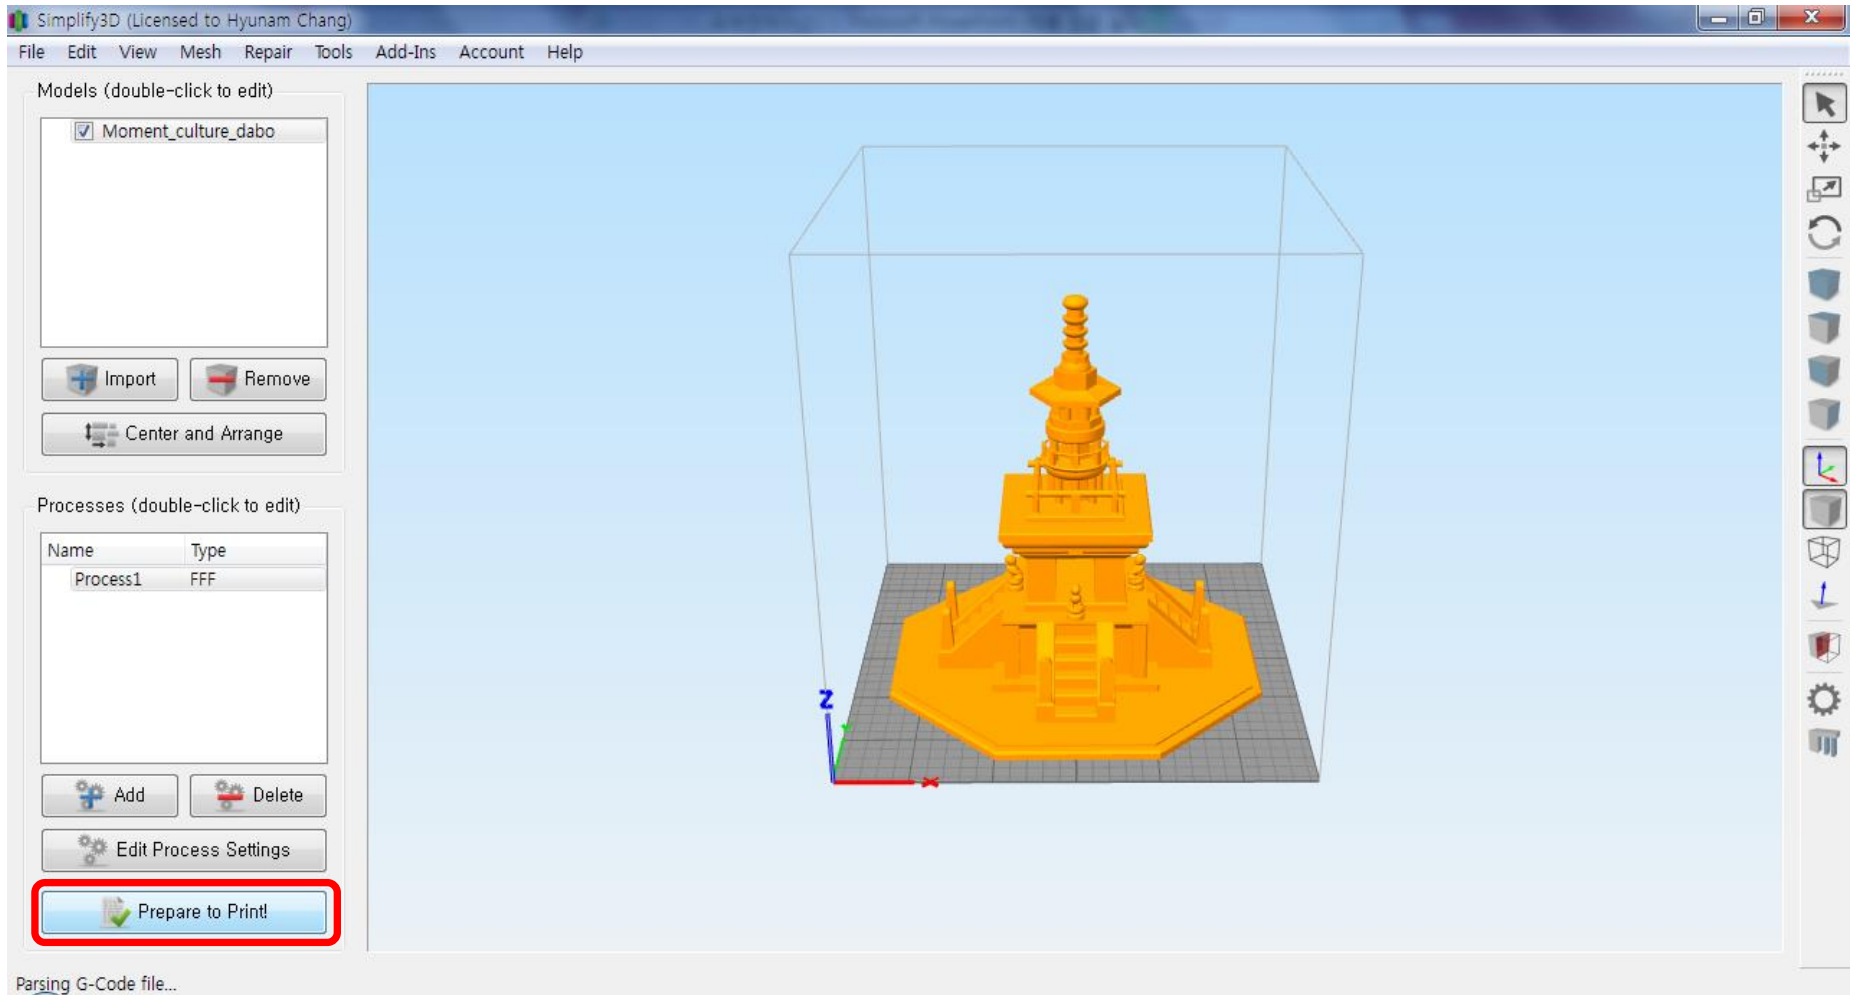 Simplify3D (Licensed to Hyunam Chang)
File Edit View Mesh Repair Tools Add-Ins Account Help
Models (double-click to edit)
Moment_culture_dabo
Import Remove
Center and Arrange
Processes (double-click to edit)
Name Type
Process1 FFF
Add Delete
Edit Process Settings
Prepare to Print!
Z
X
Parsing G-Code file...